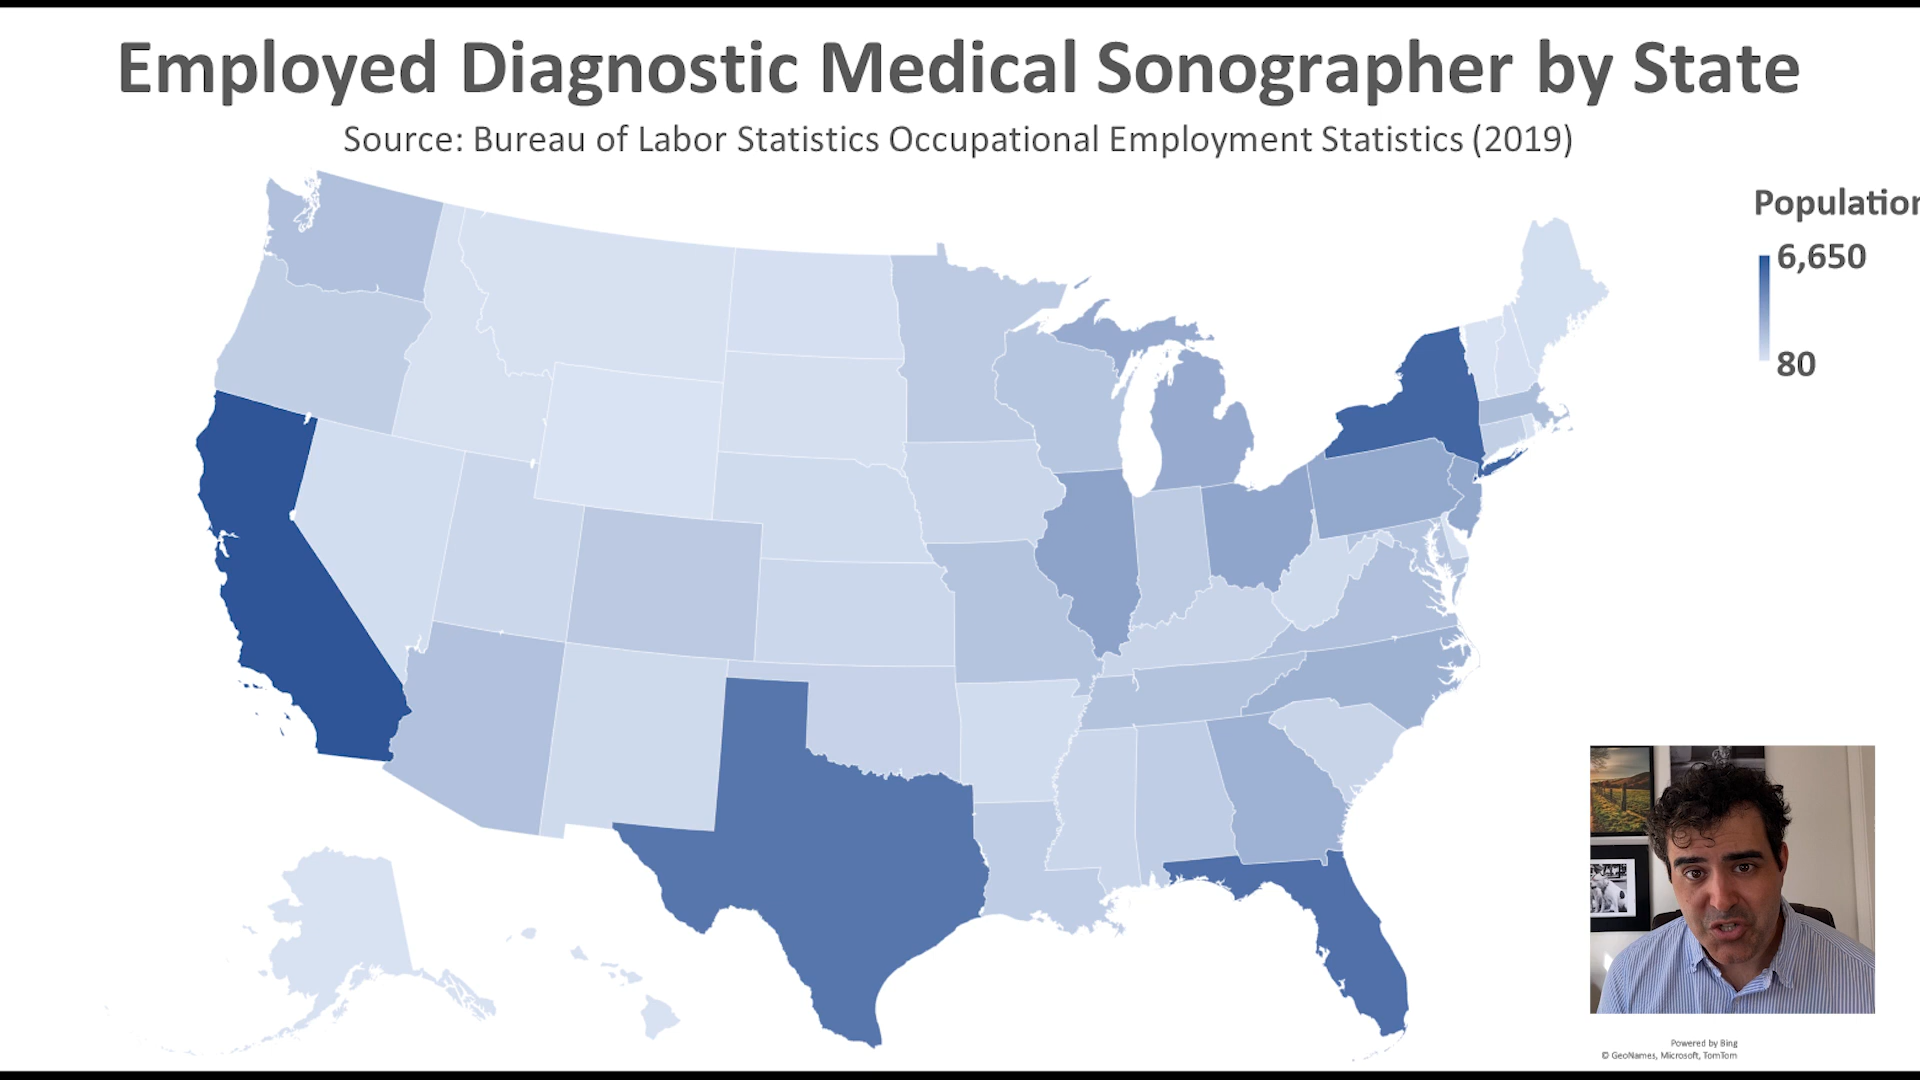 Employed Diagnostic Medical Sonographer by State
Source: Bureau of Labor Statistics Occupational Employment Statistics (2019)
Population
6,650
80
Powered by Bing
© GeoNames, Microsoft, TomTom